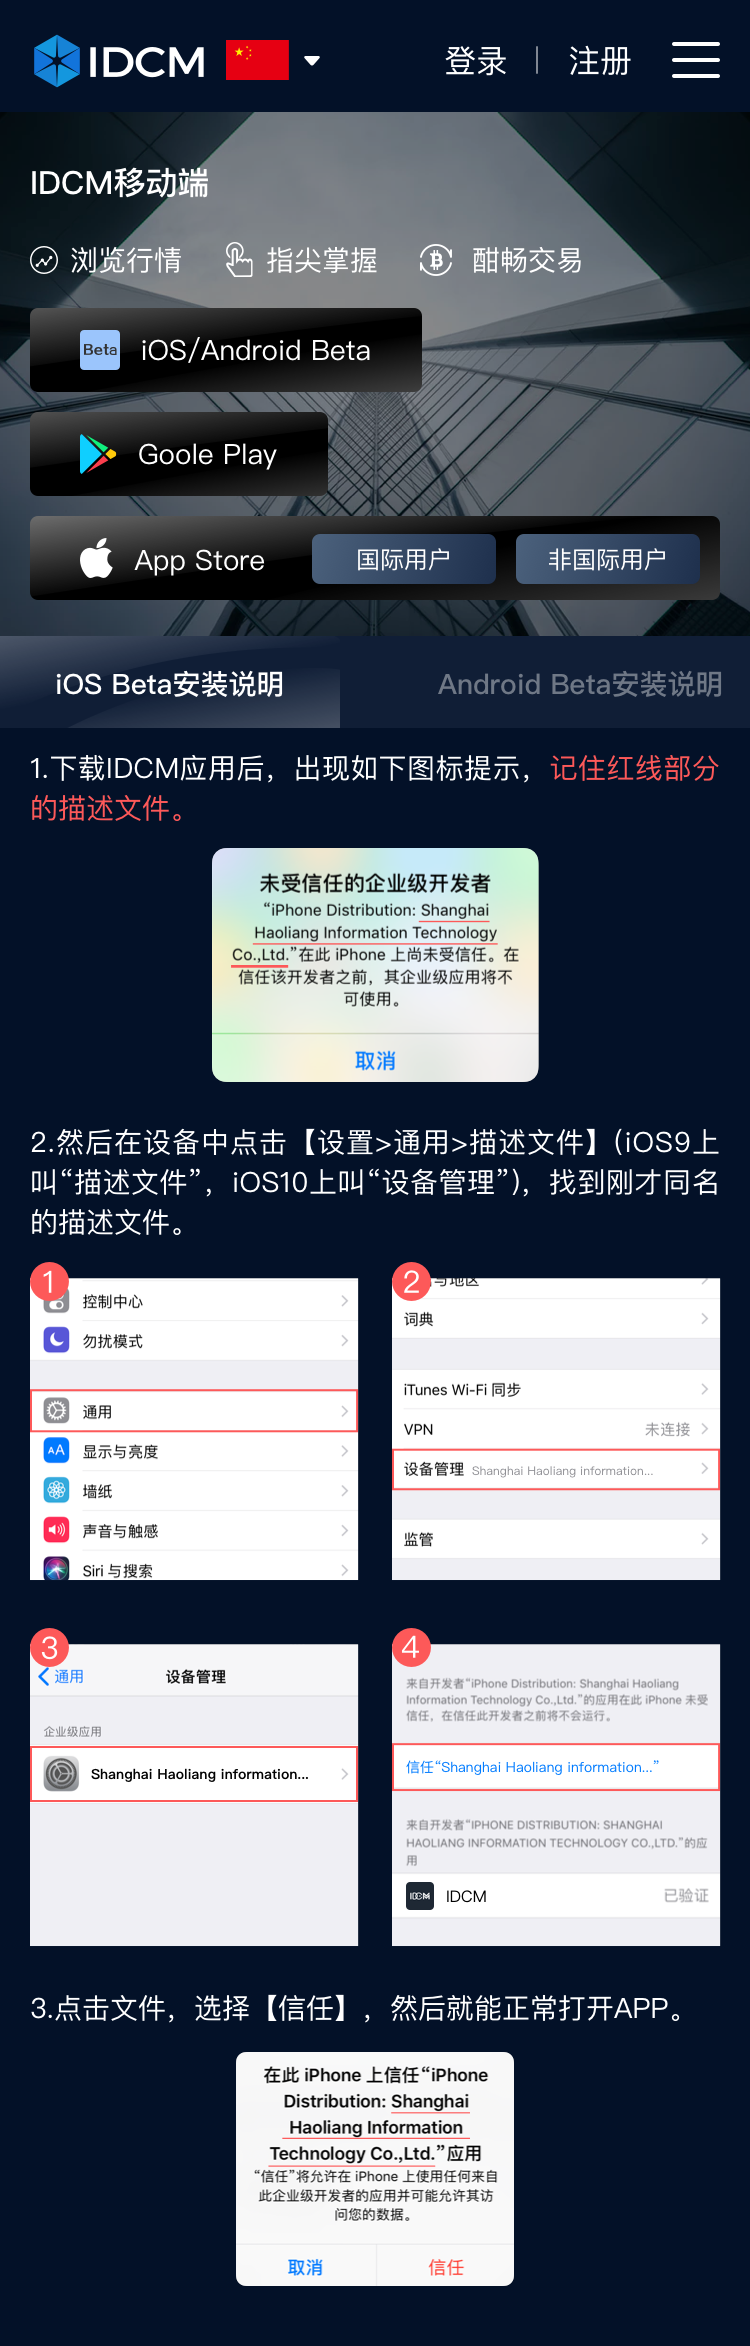 IDCM
登录
注册
IDCM移动端
浏览行情
指尖掌握
酣畅交易
Beta
iOS/Android Beta
Goole Play
App Store
国际用户
非国际用户
iOS Beta安装说明
Android Beta安装说明
1.下载IDCM应用后，出现如下图标提示，记住红线部分
的描述文件。
未受信任的企业级开发者
“iPhone Distribution: Shanghai
Haoliang Information Technology
Co.,Ltd.”在此 iPhone 上尚未受信任。在
信任该开发者之前，其企业级应用将不
可使用。
取消
2.然后在设备中点击【设置>通用>描述文件】(iOS9上
叫“描述文件”，iOS10上叫“设备管理”)，找到刚才同名
的描述文件。
1
控制中心
勿扰模式
通用
AA
显示与亮度
墙纸
声音与触感
Siri 与搜索
2
与地区
词典
iTunes Wi-Fi 同步
VPN
未连接
设备管理 Shanghai Haoliang information...
监管
3
通用
设备管理
企业级应用
Shanghai Haoliang information...
4
来自开发者“iPhone Distribution: Shanghai Haoliang
Information Technology Co.,Ltd.”的应用在此 iPhone 未受
信任，在信任此开发者之前将不会运行。
信任“Shanghai Haoliang information...”
来自开发者“IPHONE DISTRIBUTION: SHANGHAI
HAOLIANG INFORMATION TECHNOLOGY CO.,LTD.”的应
用
IDCM
IDCM
已验证
3.点击文件，选择【信任】，然后就能正常打开APP。
在此 iPhone 上信任“iPhone
Distribution: Shanghai
Haoliang Information
Technology Co.,Ltd.”应用
“信任”将允许在 iPhone 上使用任何来自
此企业级开发者的应用并可能允许其访
问您的数据。
取消
信任